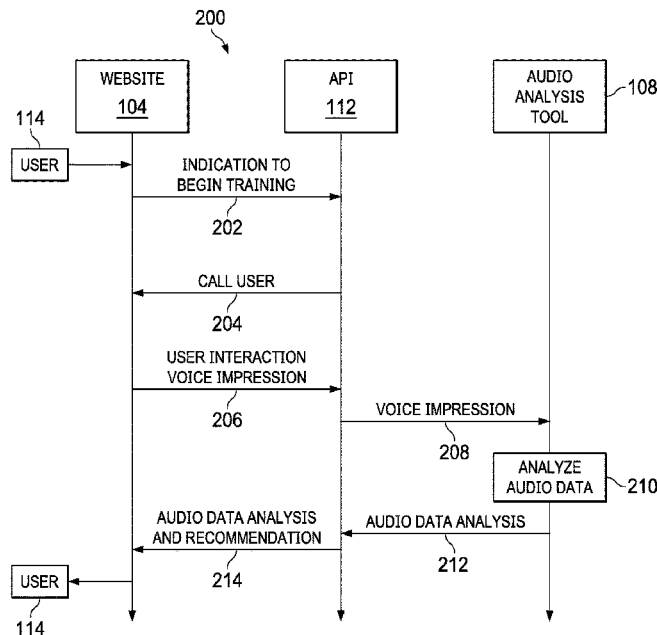 200
WEBSITE
104
API
112
AUDIO
ANALYSIS
TOOL
108
114
USER
INDICATION TO
BEGIN TRAINING
202
CALL USER
204
USER INTERACTION
VOICE IMPRESSION
206
VOICE IMPRESSION
208
ANALYZE
AUDIO DATA
210
AUDIO DATA ANALYSIS
212
AUDIO DATA ANALYSIS
AND RECOMMENDATION
214
USER
114